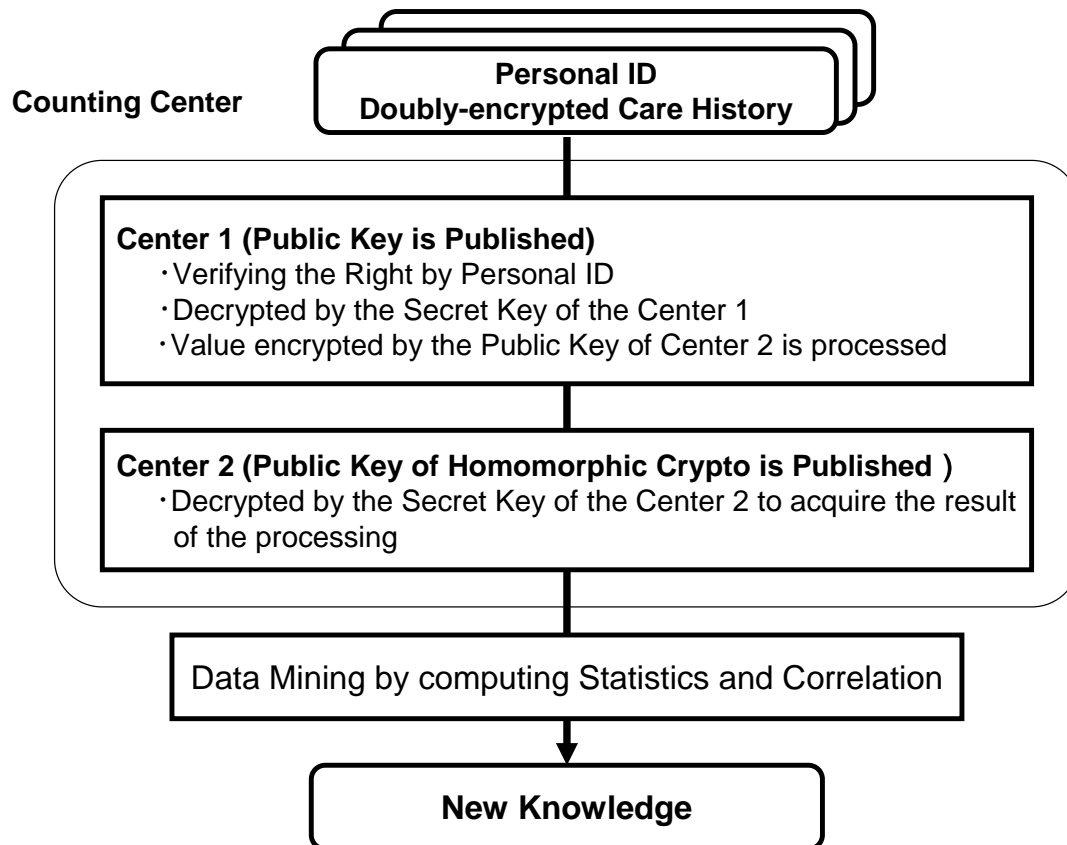 Personal ID
Doubly-encrypted Care History
Counting Center
Center 1 (Public Key is Published)
・Verifying the Right by Personal ID
・Decrypted by the Secret Key of the Center 1
・Value encrypted by the Public Key of Center 2 is processed
Center 2 (Public Key of Homomorphic Crypto is Published )
・Decrypted by the Secret Key of the Center 2 to acquire the result
of the processing
Data Mining by computing Statistics and Correlation
New Knowledge